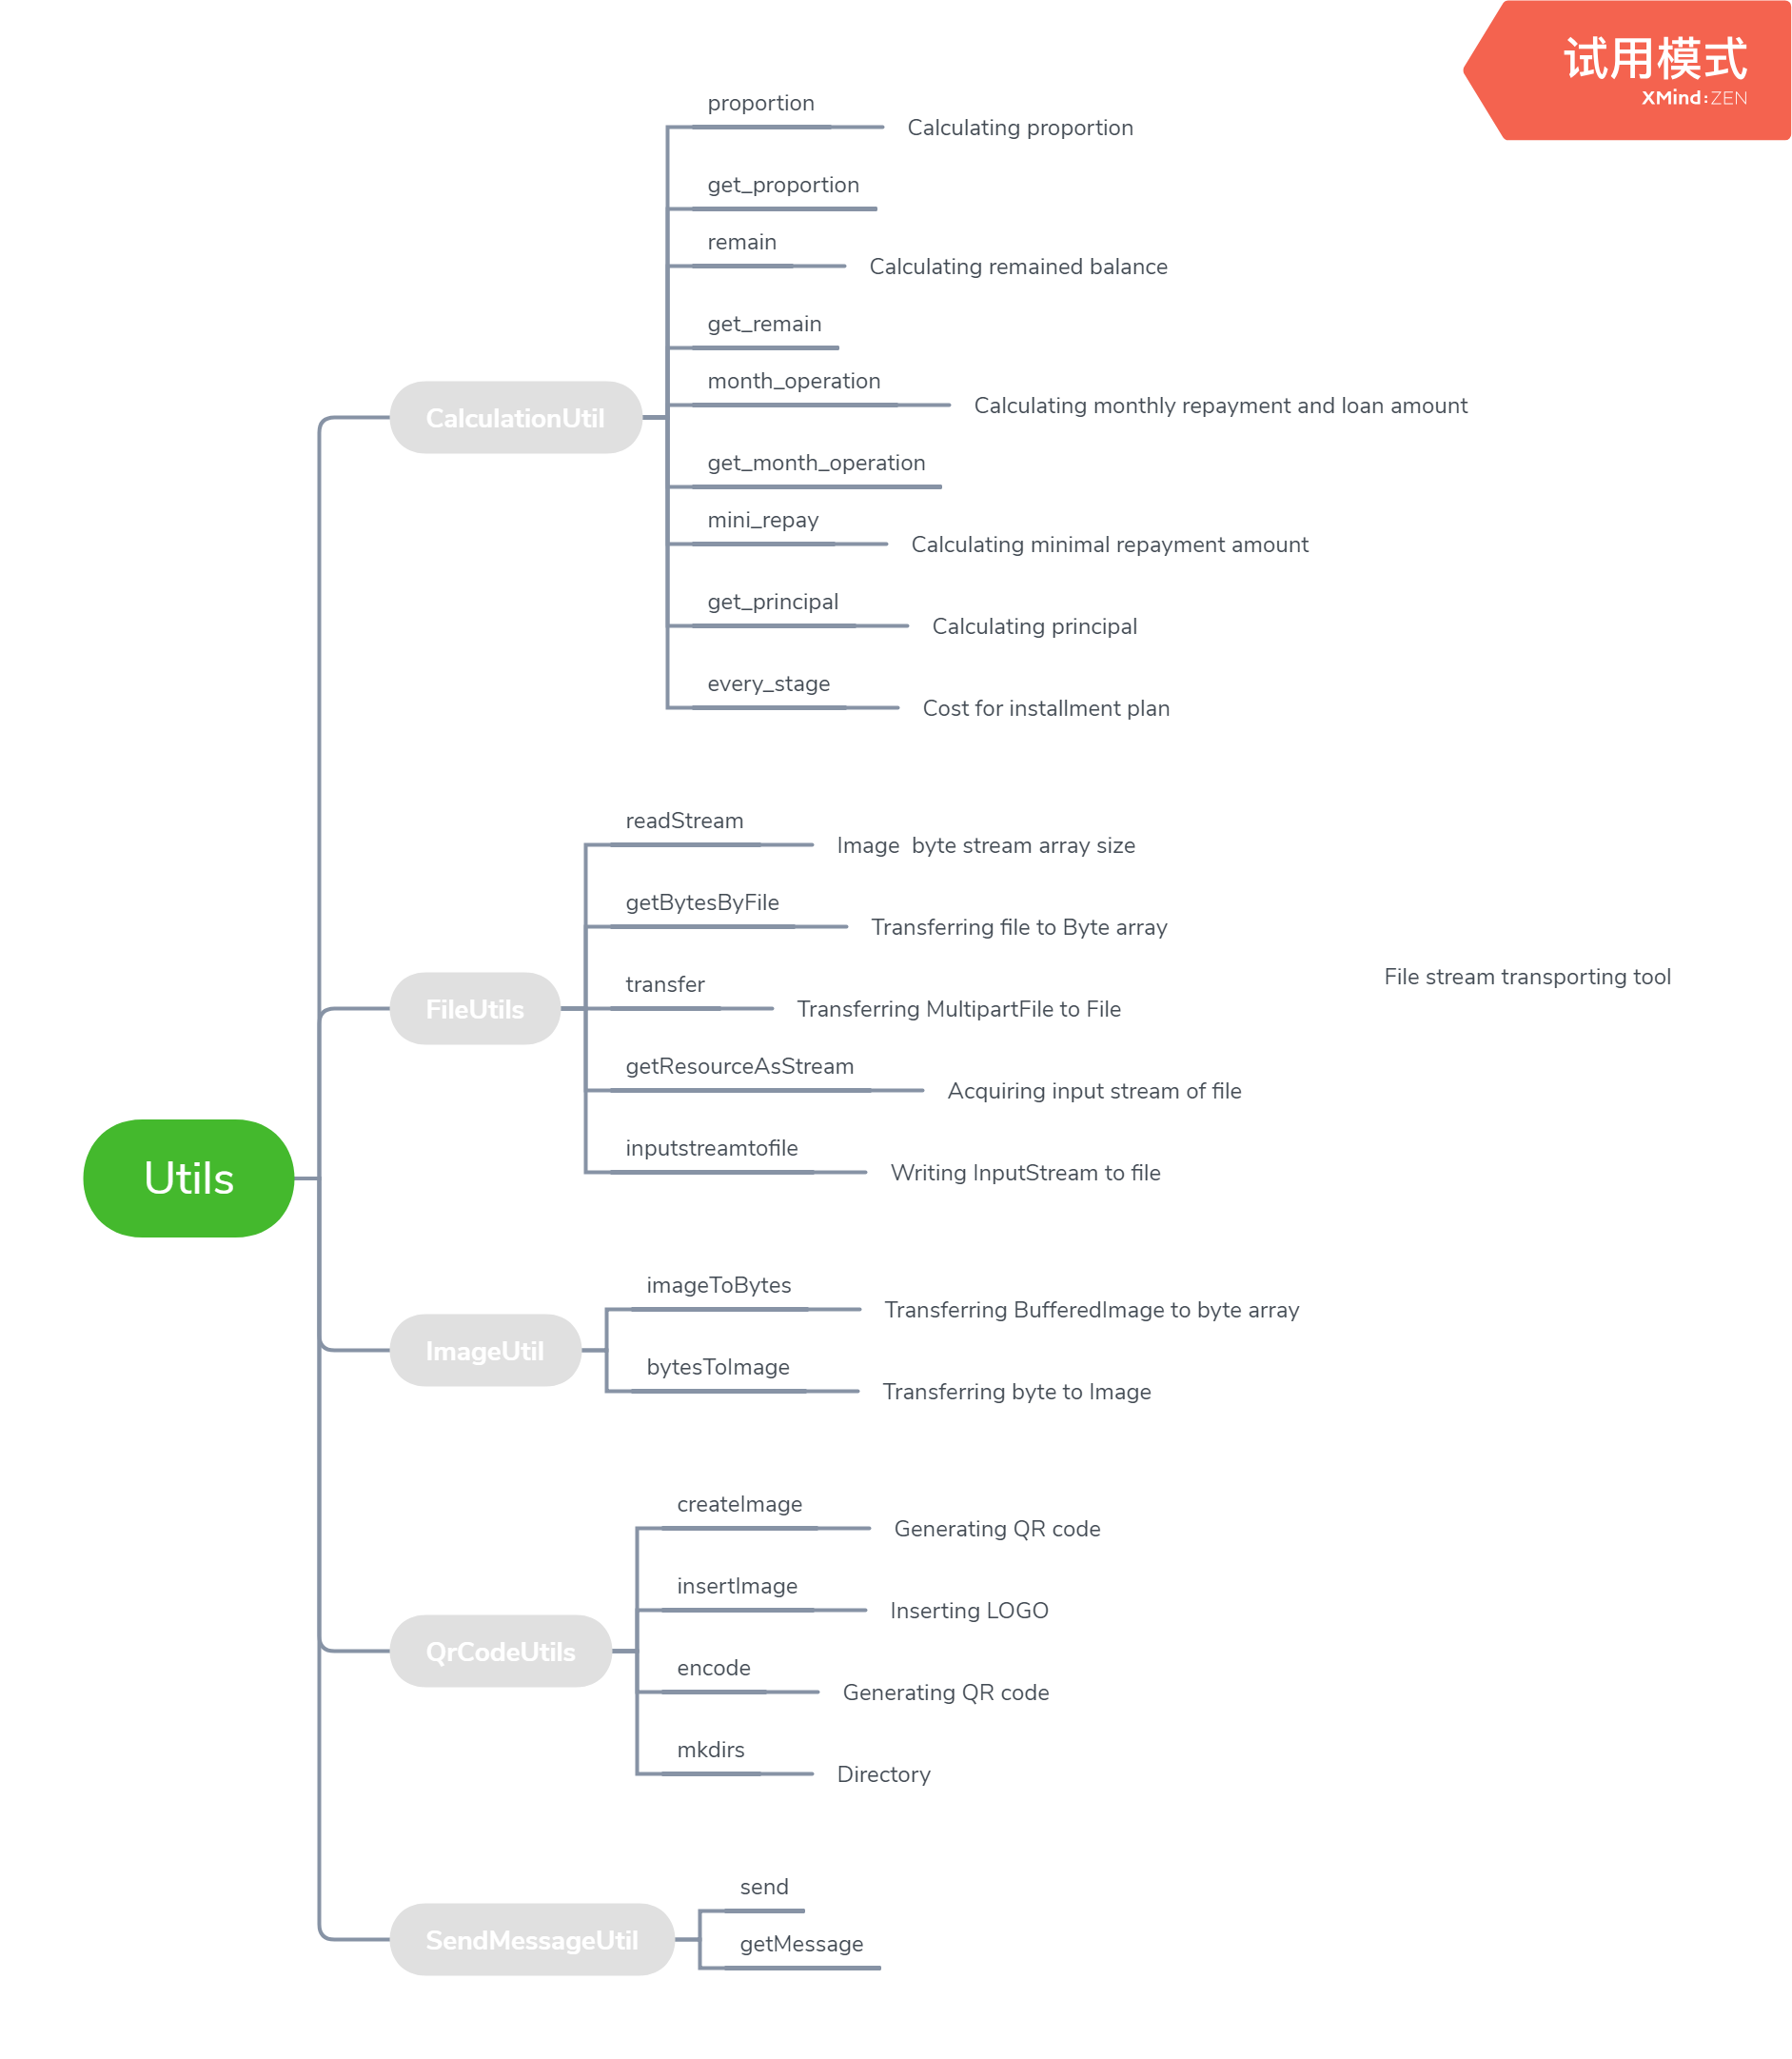 试用模式
XMind:ZEN
proportion
Calculating proportion
get_proportion
remain
Calculating remained balance
get_remain
month_operation
Calculating monthly repayment and loan amount
CalculationUtil
get_month_operation
mini_repay
Calculating minimal repayment amount
get_principal
Calculating principal
every_stage
Cost for installment plan
readStream
Image  byte stream array size
getBytesByFile
Transferring file to Byte array
File stream transporting tool
transfer
Transferring MultipartFile to File
FileUtils
getResourceAsStream
Acquiring input stream of file
inputstreamtofile
Writing InputStream to file
Utils
imageToBytes
Transferring BufferedImage to byte array
ImageUtil
bytesToImage
Transferring byte to Image
createImage
Generating QR code
insertImage
Inserting LOGO
QrCodeUtils
encode
Generating QR code
mkdirs
Directory
send
SendMessageUtil
getMessage